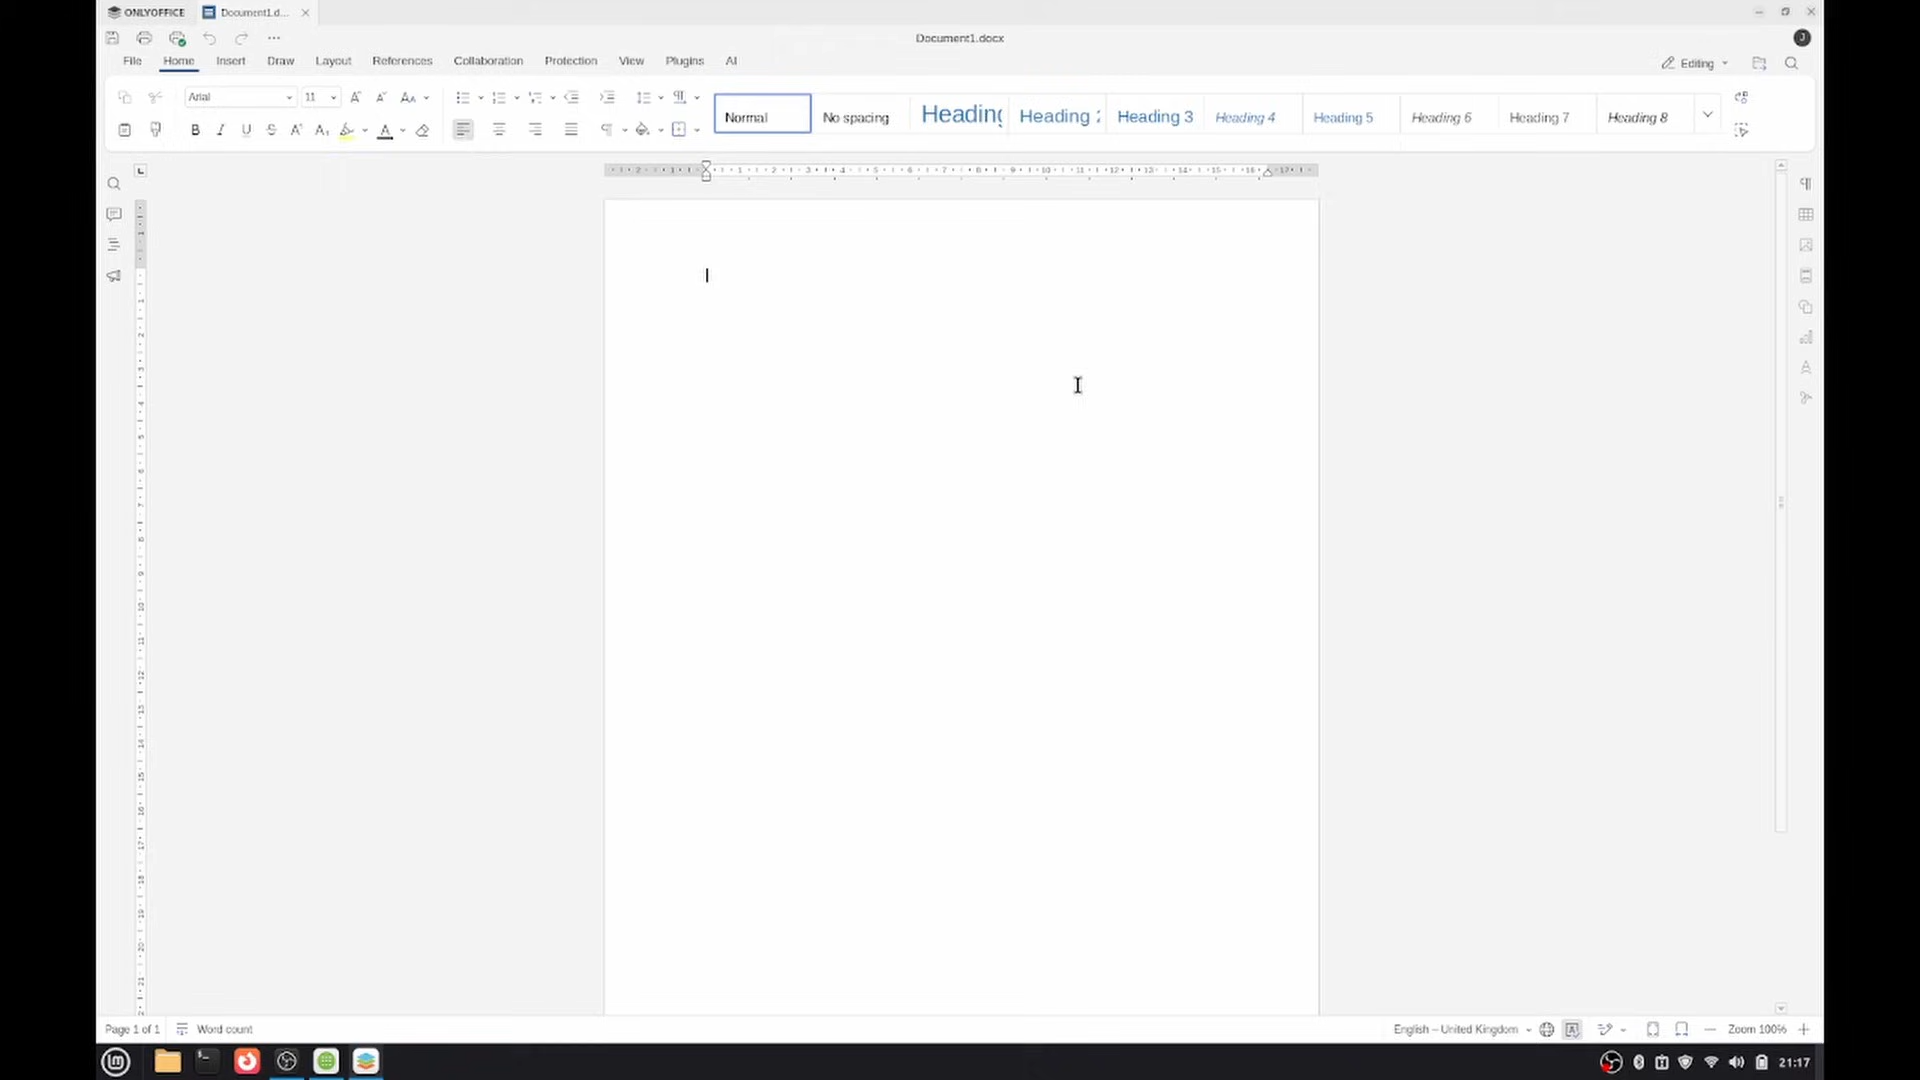 ONLYOFFICE
Document1.d...
Document1.docx
J
File Home Insert Draw Layout References Collaboration Protection View Plugins AI
Editing
Arial
11
Normal
No spacing
Heading
Heading 2
Heading 3
Heading 4
Heading 5
Heading 6
Heading 7
Heading 8
Page 1 of 1
Word count
English – United Kingdom
Zoom 100%
21:17